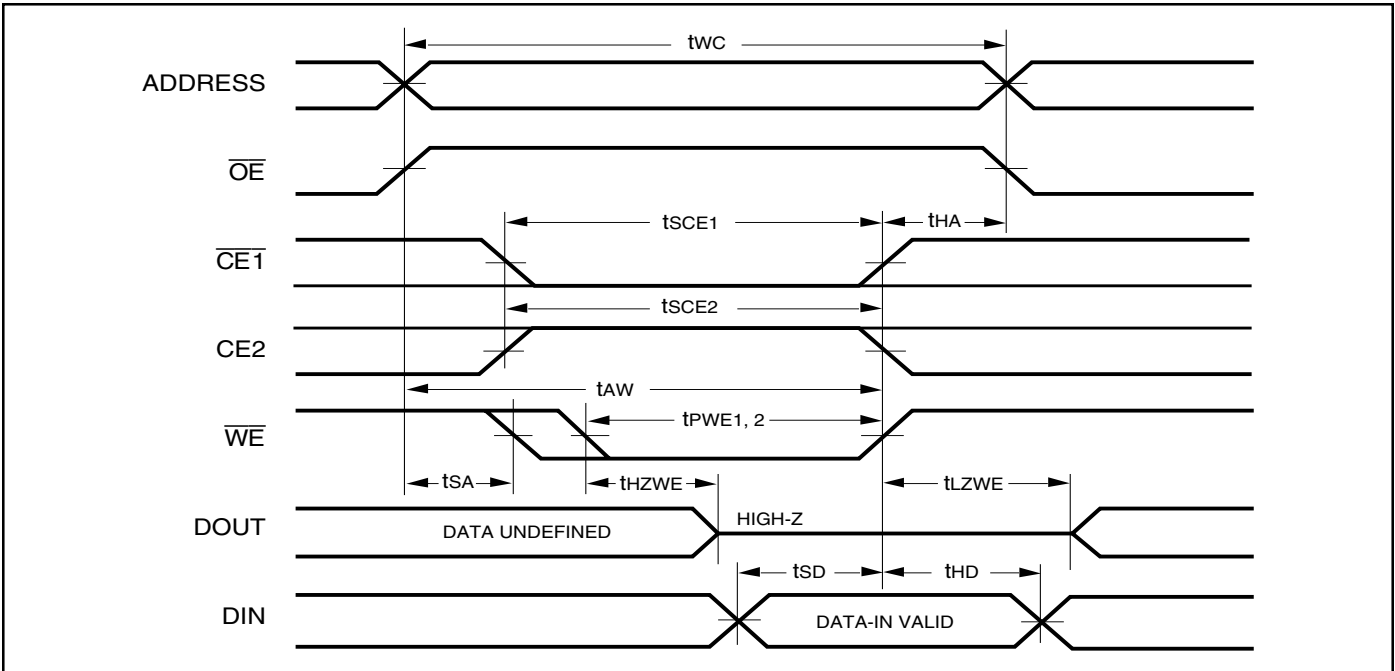 tWC
ADDRESS
OE
tSCE1
tHA
CE1
tSCE2
CE2
tAW
tPWE1, 2
WE
tSA
tHZWE
tLZWE
HIGH-Z
DOUT
DATA UNDEFINED
tSD
tHD
DIN
DATA-IN VALID